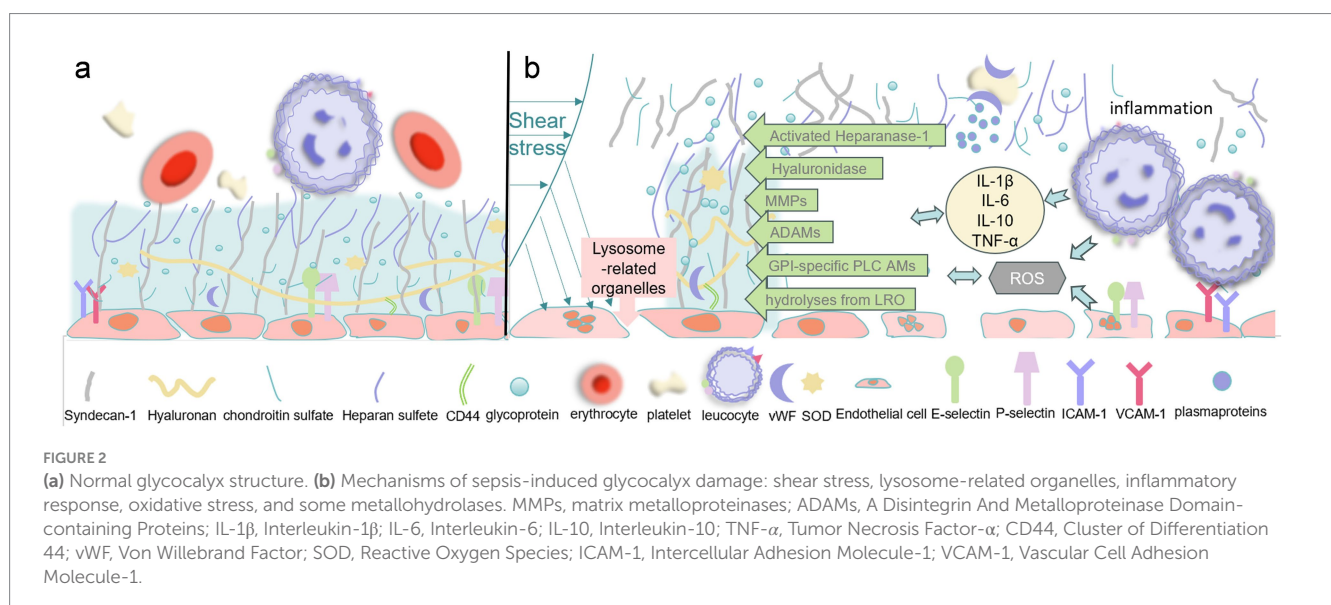 a
b
Shear
stress
Lysosome
-related
organelles
Activated Heparanase-1
Hyaluronidase
MMPs
ADAMs
GPI-specific PLC AMs
hydrolyses from LRO
IL-1β
IL-6
IL-10
TNF-α
ROS
inflammation
Syndecan-1
Hyaluronan
chondroitin sulfate
Heparan sulfete
CD44
glycoprotein
erythrocyte
platelet
leucocyte
vWF
SOD
Endothelial cell
E-selectin
P-selectin
ICAM-1
VCAM-1
plasmaproteins
FIGURE 2
(a) Normal glycocalyx structure. (b) Mechanisms of sepsis-induced glycocalyx damage: shear stress, lysosome-related organelles, inflammatory
response, oxidative stress, and some metallohydrolases. MMPs, matrix metalloproteinases; ADAMs, A Disintegrin And Metalloproteinase Domain-
containing Proteins; IL-1β, Interleukin-1β; IL-6, Interleukin-6; IL-10, Interleukin-10; TNF-α, Tumor Necrosis Factor-α; CD44, Cluster of Differentiation
44; vWF, Von Willebrand Factor; SOD, Reactive Oxygen Species; ICAM-1, Intercellular Adhesion Molecule-1; VCAM-1, Vascular Cell Adhesion
Molecule-1.